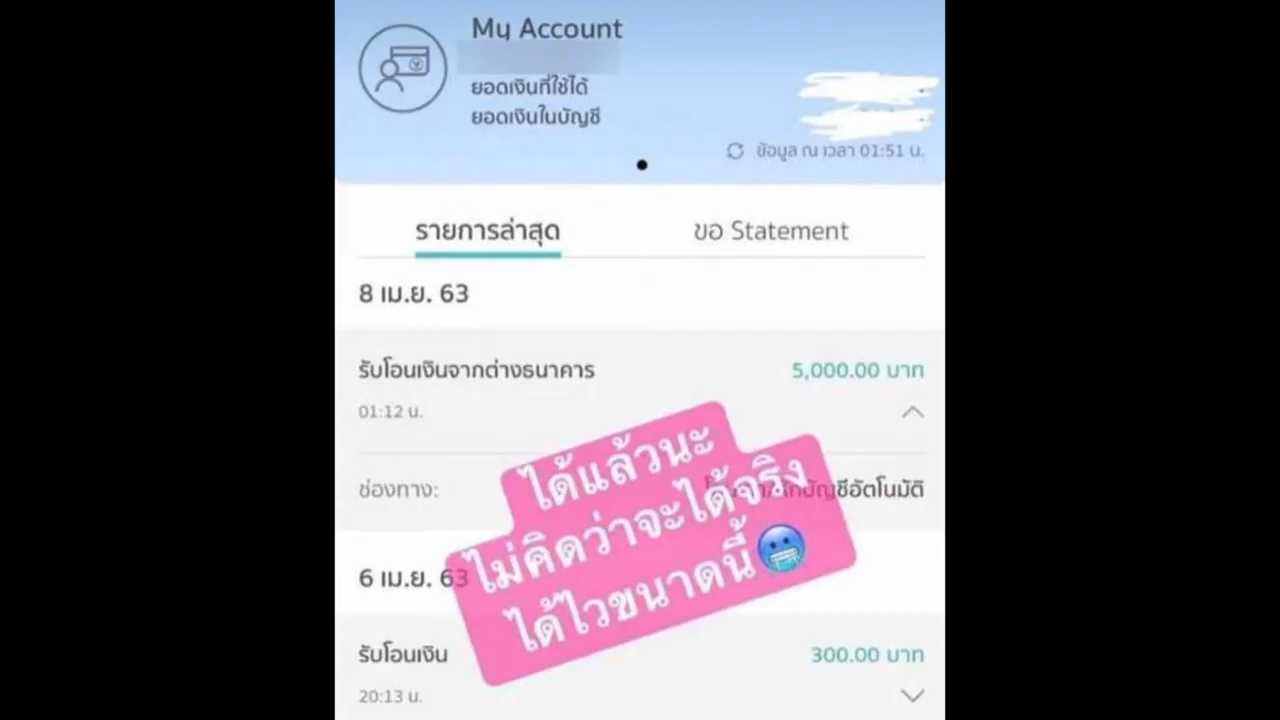 My Account
ยอดเงินที่ใช้ได้
ยอดเงินในบัญชี
ข้อมูล ณ เวลา 01:51 น.
รายการล่าสุด
ขอ Statement
8 เม.ย. 63
รับโอนเงินจากต่างธนาคาร
5,000.00 บาท
01:12 น.
ช่องทาง:
บัญชีอัตโนมัติ
ได้แล้วนะ
ไม่คิดว่าจะได้จริง
ได้ไวขนาดนี้
6 เม.ย. 63
รับโอนเงิน
300.00 บาท
20:13 น.